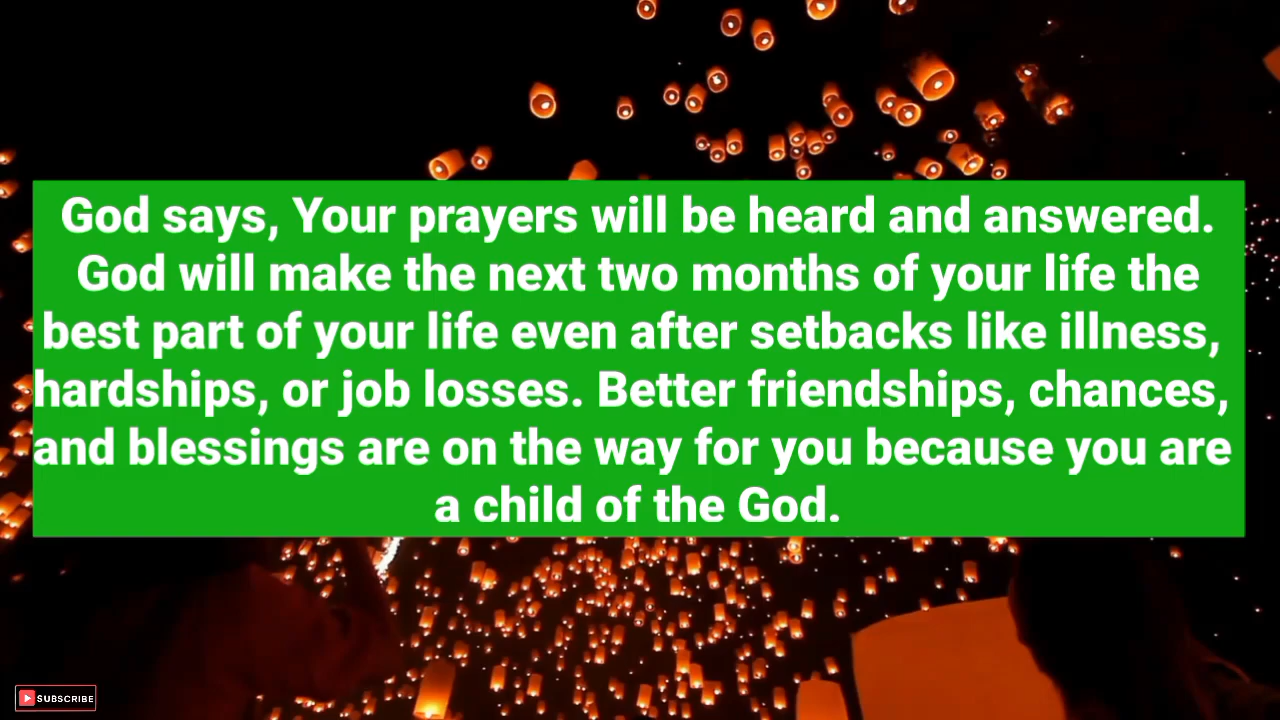 God says, Your prayers will be heard and answered.
God will make the next two months of your life the
best part of your life even after setbacks like illness,
hardships, or job losses. Better friendships, chances,
and blessings are on the way for you because you are
a child of the God.
SUBSCRIBE